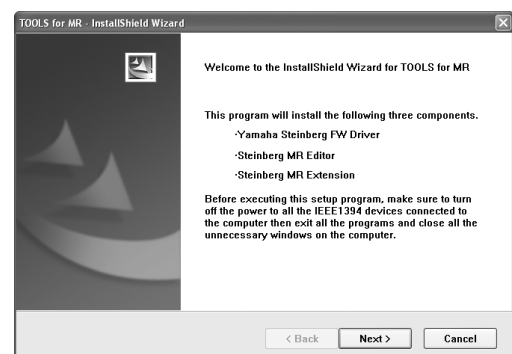 TOOLS for MR - InstallShield Wizard
Welcome to the InstallShield Wizard for TOOLS for MR
This program will install the following three components.
·Yamaha Steinberg FW Driver
·Steinberg MR Editor
·Steinberg MR Extension
Before executing this setup program, make sure to turn
off the power to all the IEEE1394 devices connected to
the computer then exit all the programs and close all the
unnecessary windows on the computer.
< Back
Next >
Cancel